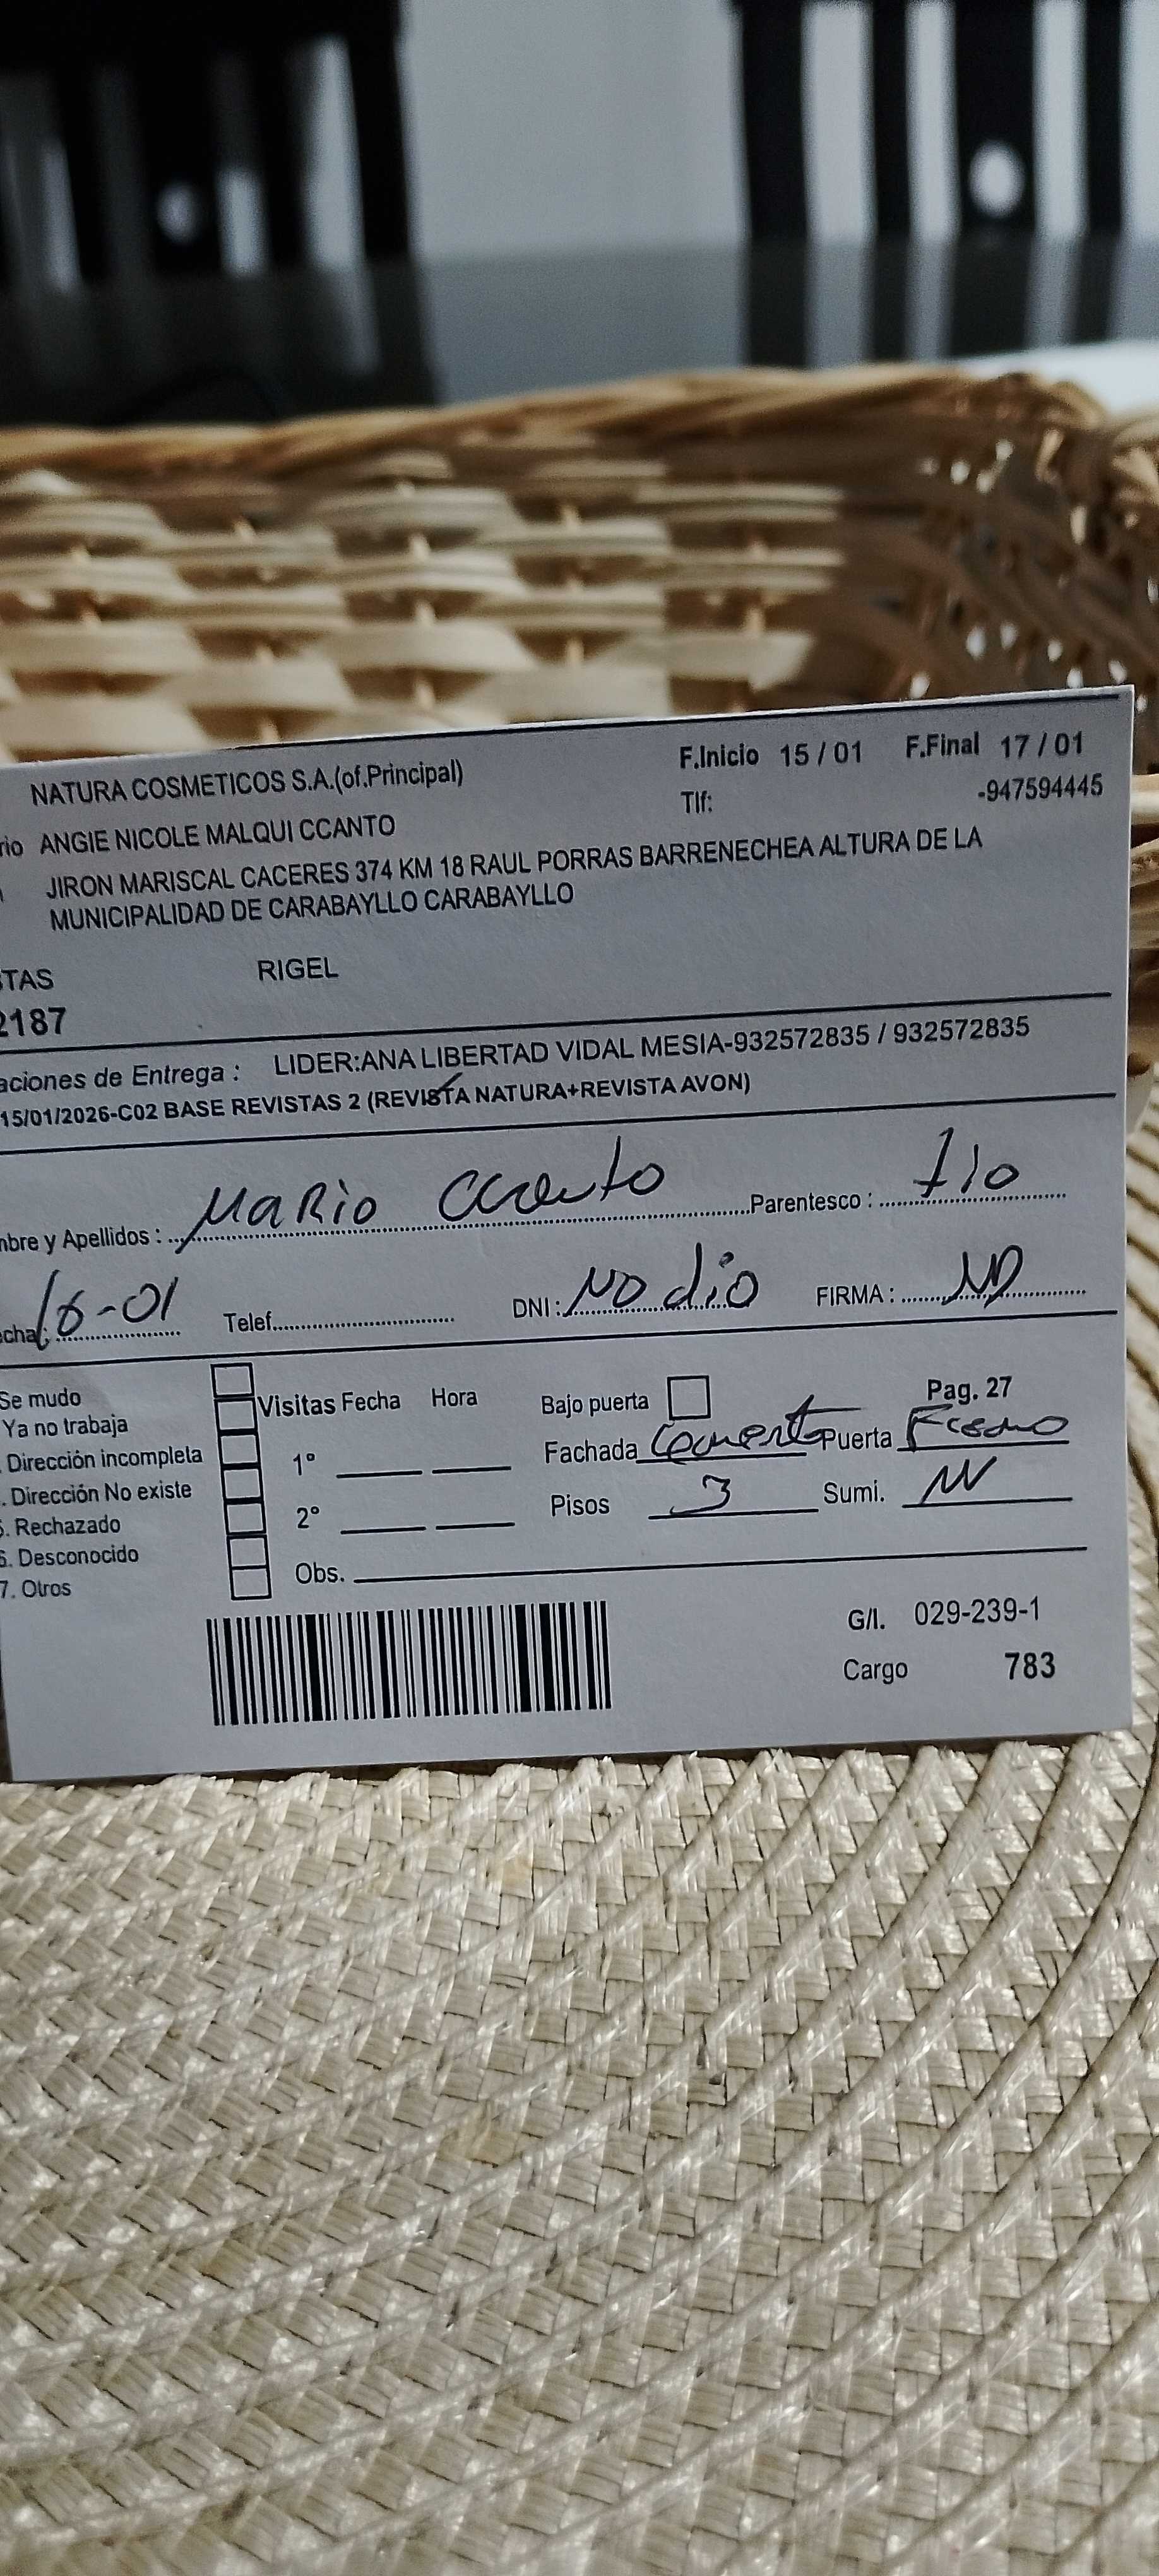 NATURA COSMETICOS S.A.(of.Principal) F.Inicio 15 / 01 F.Final 17 / 01
Tlf: -947594445
rio ANGIE NICOLE MALQUI CCANTO
JIRON MARISCAL CACERES 374 KM 18 RAUL PORRAS BARRENECHEA ALTURA DE LA
MUNICIPALIDAD DE CARABAYLLO CARABAYLLO
STAS RIGEL
2187
aciones de Entrega : LIDER:ANA LIBERTAD VIDAL MESIA-932572835 / 932572835
15/01/2026-C02 BASE REVISTAS 2 (REVISTA NATURA+REVISTA AVON)
mbre y Apellidos : MARIO Ccanto Parentesco : tio
echa: 16-01 Telef. DNI : NO dio FIRMA : ND
Se mudo
Ya no trabaja
. Dirección incompleta
. Dirección No existe
5. Rechazado
6. Desconocido
7. Otros
Visitas Fecha Hora
1°
2°
Obs.
Bajo puerta Pag. 27
Fachada Cemento Puerta
Pisos 3 Sumi.
G/I. 029-239-1
Cargo 783